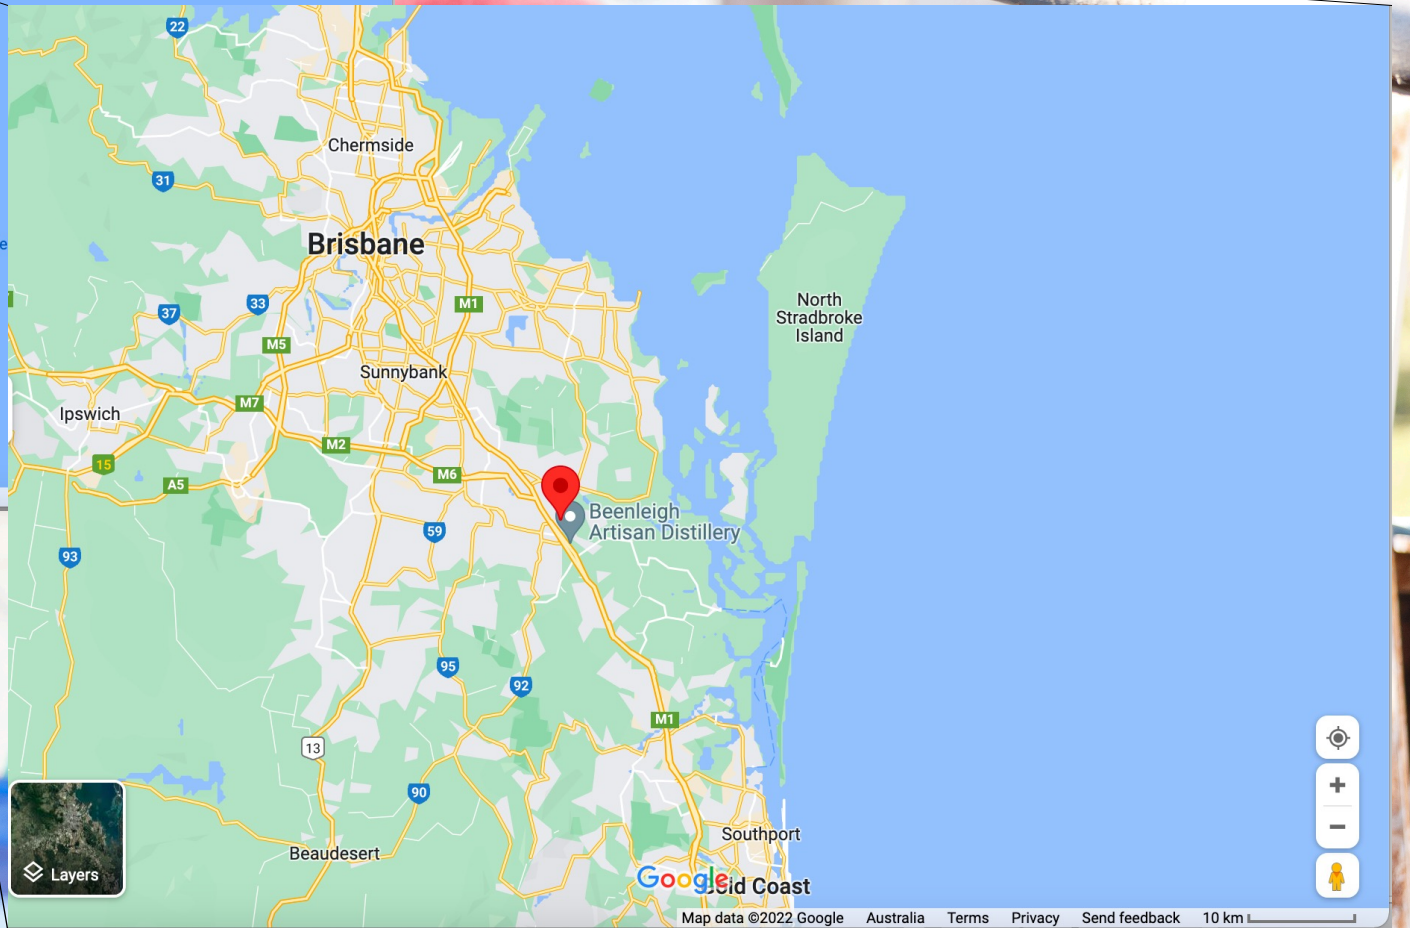 22
Chermside
31
Brisbane
North
Stradbroke
Island
33
M1
37
M5
Sunnybank
M7
Ipswich
M2
15
M6
A5
Beenleigh
Artisan Distillery
59
93
95
92
M1
13
90
Southport
Beaudesert
Layers
Google
Gold Coast
Map data ©2022 Google Australia Terms Privacy Send feedback 10 km